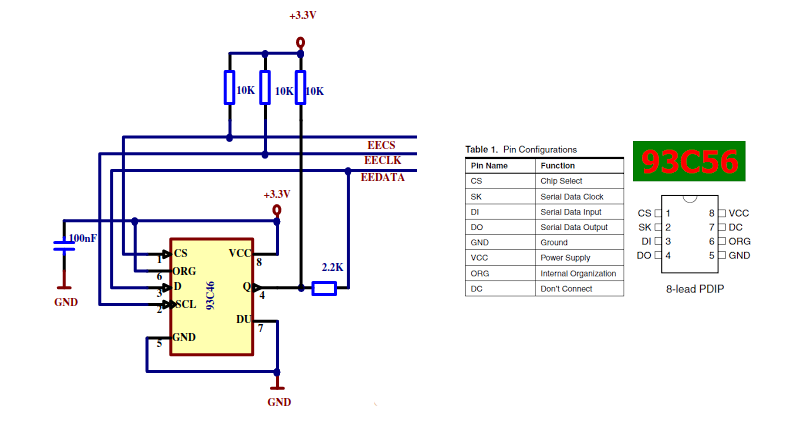 +3.3V
10K
10K
10K
EECS
EECLK
EEDATA
+3.3V
100nF
GND
1
CS
6
ORG
3
D
2
SCL
5
GND
93C46
VCC
8
Q
4
DU
7
2.2K
GND
Table 1. Pin Configurations
Pin Name Function
CS Chip Select
SK Serial Data Clock
DI Serial Data Input
DO Serial Data Output
GND Ground
VCC Power Supply
ORG Internal Organization
DC Don't Connect
93C56
CS 1 8 VCC
SK 2 7 DC
DI 3 6 ORG
DO 4 5 GND
8-lead PDIP